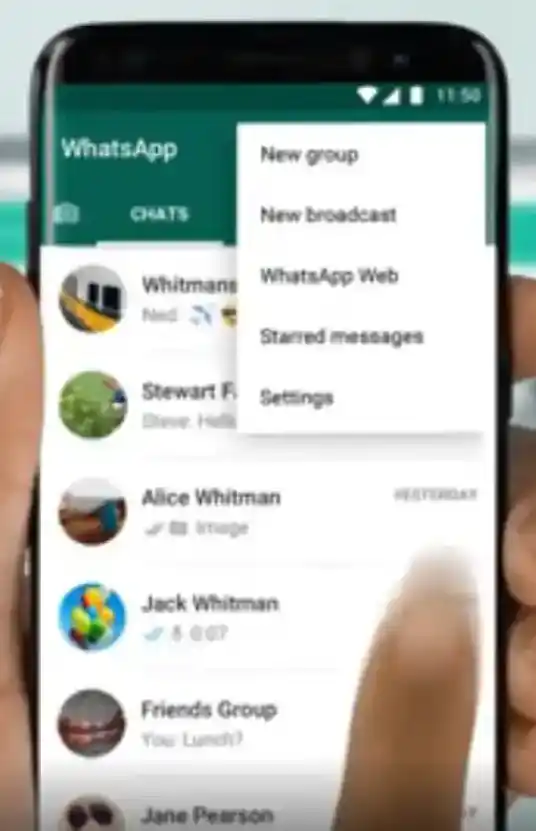 11:50
WhatsApp
New group
New broadcast
WhatsApp Web
Starred messages
Settings
CHATS
Whitmans
Ned:
Stewart F
Steve: Hello
Alice Whitman
YESTERDAY
Image
Jack Whitman
0:07
Friends Group
You: Lunch?
Jane Pearson